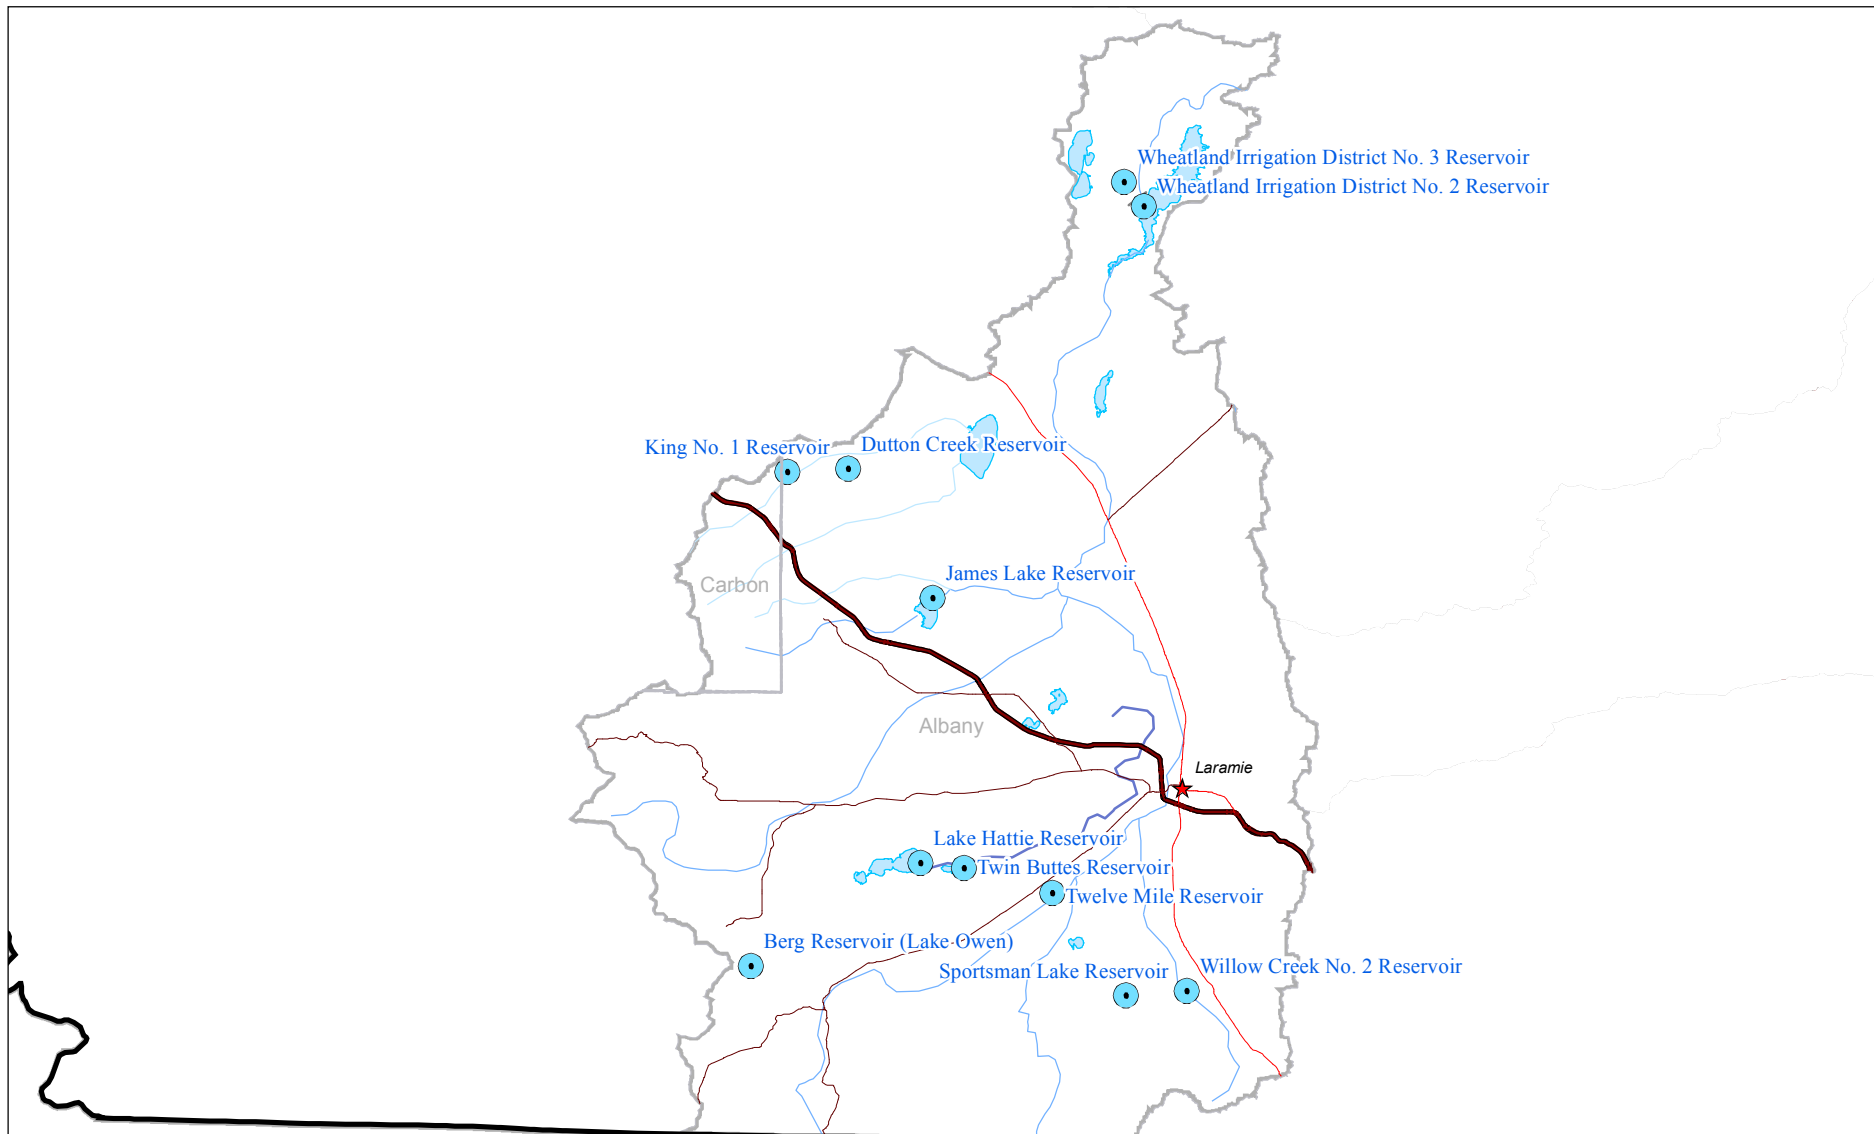 Wheatland Irrigation District No. 3 Reservoir
Wheatland Irrigation District No. 2 Reservoir
King No. 1 Reservoir
Dutton Creek Reservoir
James Lake Reservoir
Carbon
Albany
Laramie
Lake Hattie Reservoir
Twin Buttes Reservoir
Twelve Mile Reservoir
Berg Reservoir (Lake Owen)
Sportsman Lake Reservoir
Willow Creek No. 2 Reservoir